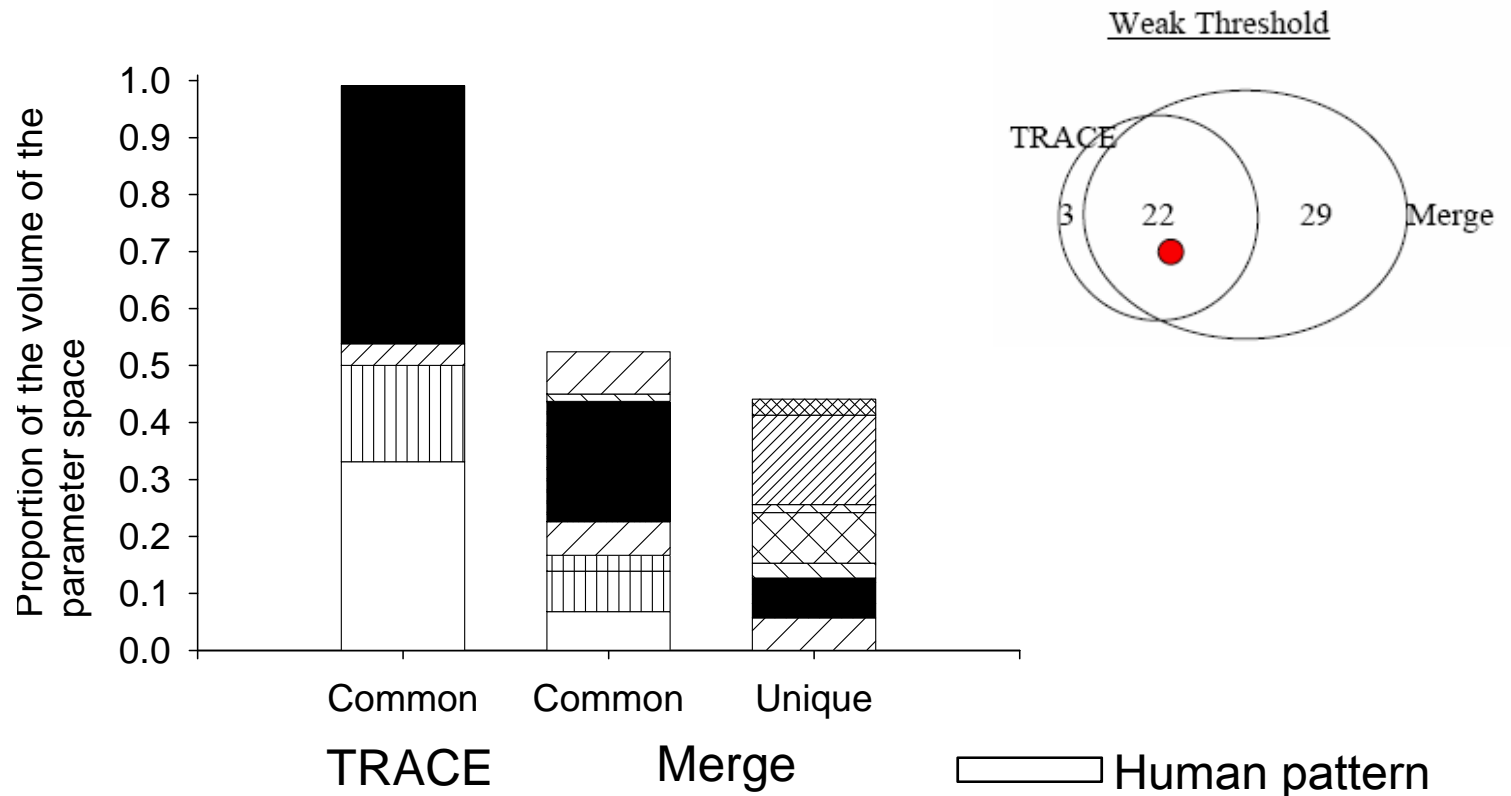 Weak Threshold
TRACE
3
22
29
Merge
Proportion of the volume of the
parameter space
1.0
0.9
0.8
0.7
0.6
0.5
0.4
0.3
0.2
0.1
0.0
Common
Common
Unique
TRACE
Merge
Human pattern